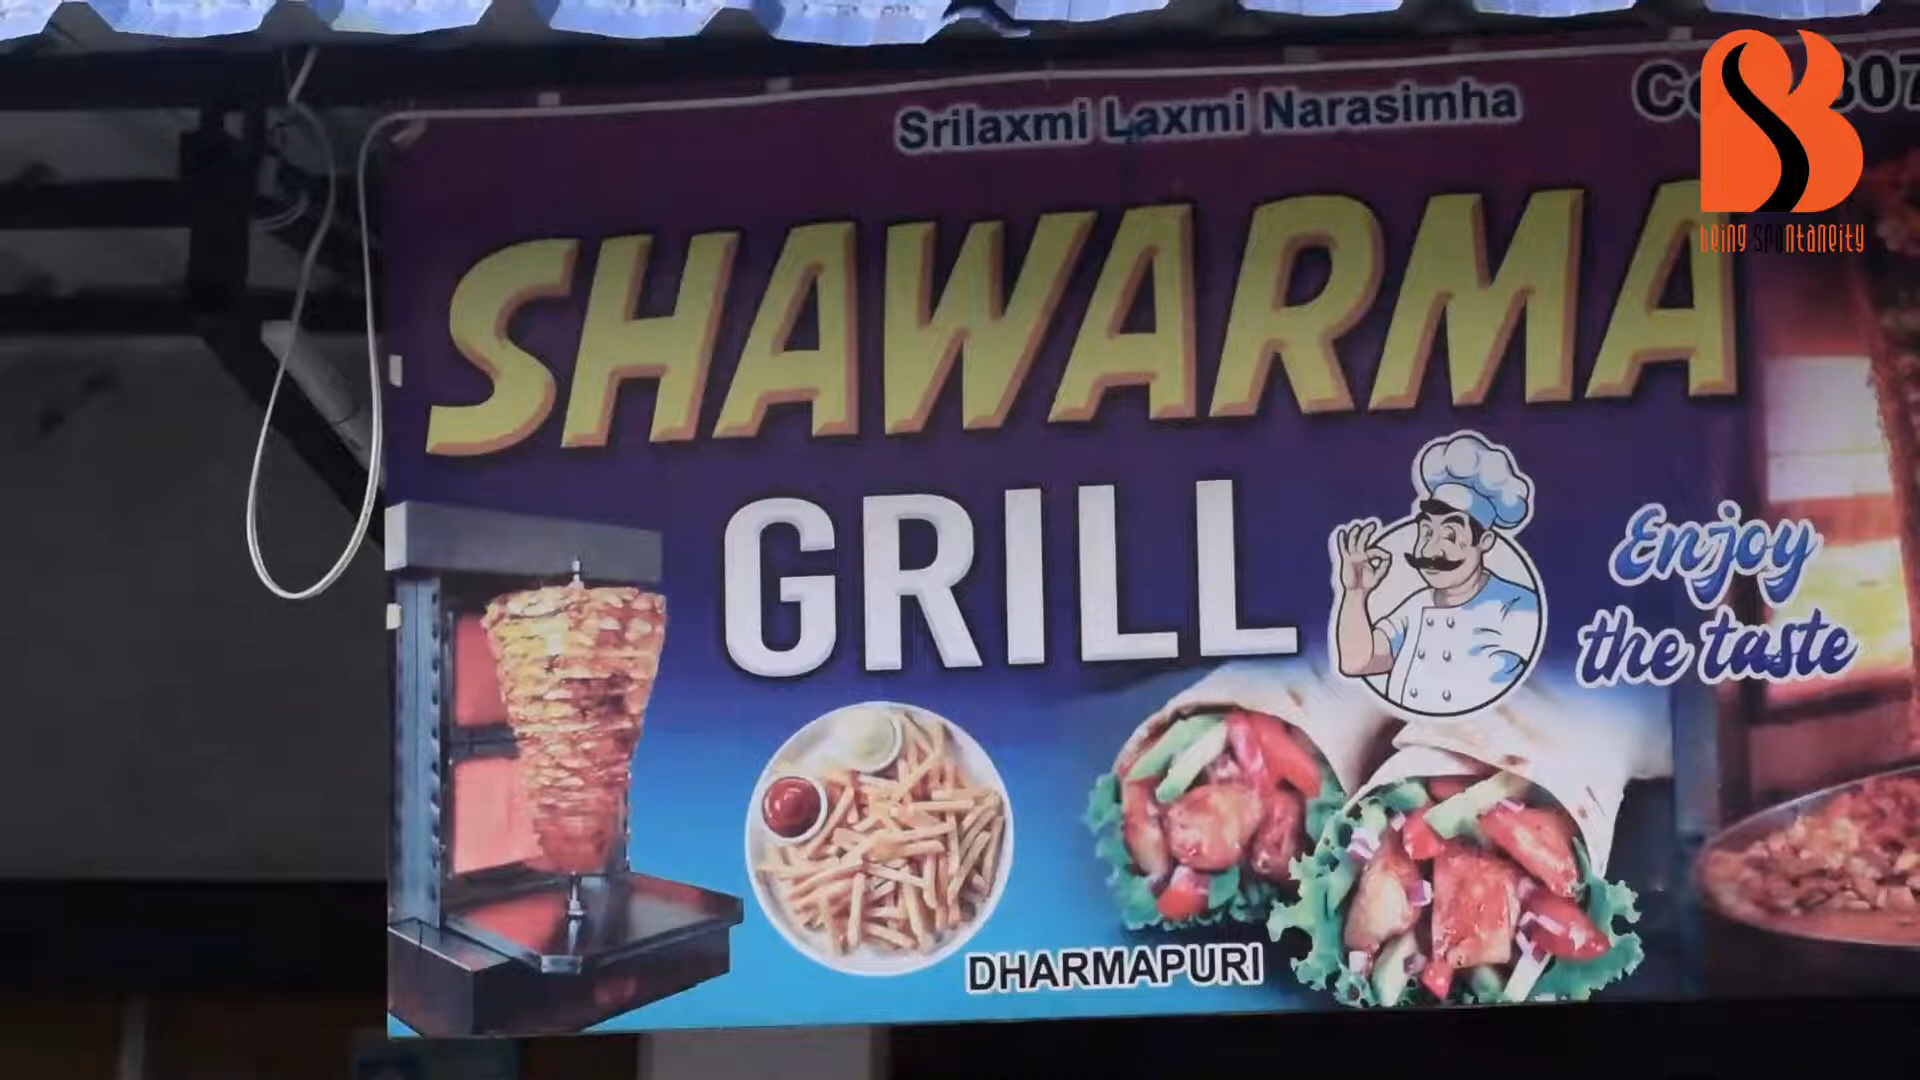 Srilaxmi Laxmi Narasimha
SHAWARMA
GRILL
Enjoy
the taste
DHARMAPURI
being spontaneity